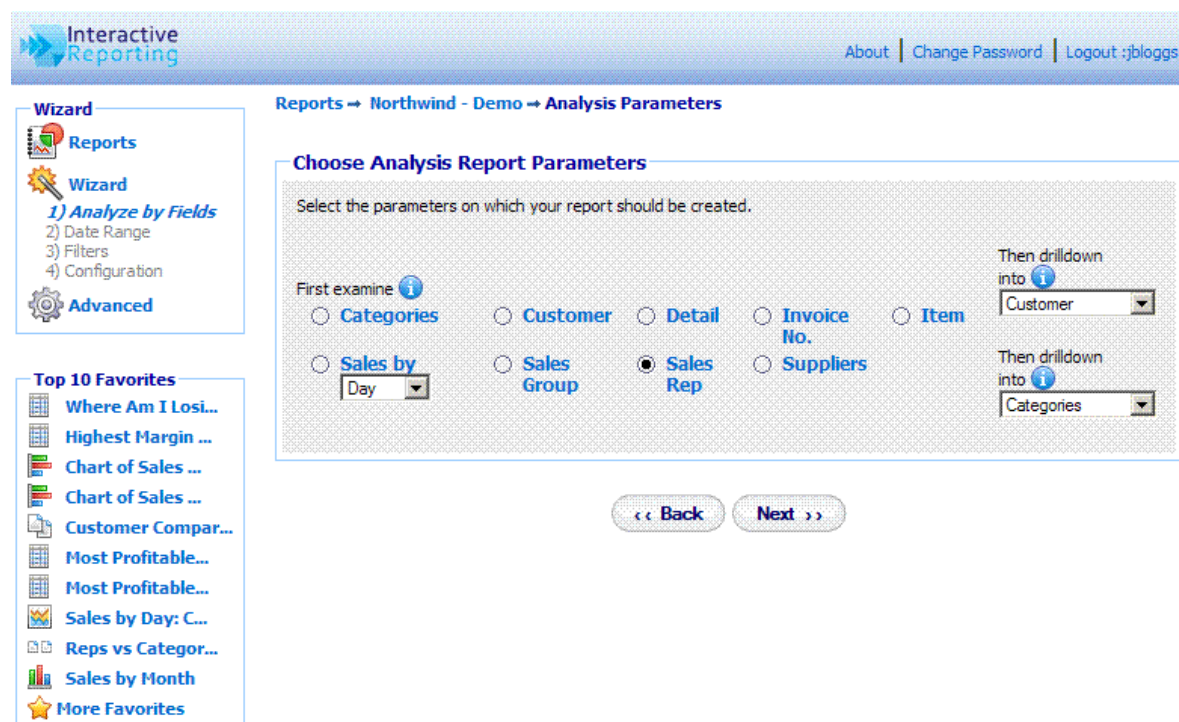 Interactive
Reporting
About | Change Password | Logout :jbloggs
Reports → Northwind - Demo → Analysis Parameters
Wizard
Reports
Wizard
1) Analyze by Fields
2) Date Range
3) Filters
4) Configuration
Advanced
Top 10 Favorites
Where Am I Losi...
Highest Margin ...
Chart of Sales ...
Chart of Sales ...
Customer Compar...
Most Profitable...
Most Profitable...
Sales by Day: C...
Reps vs Categor...
Sales by Month
More Favorites
Choose Analysis Report Parameters
Select the parameters on which your report should be created.
First examine
Categories
Customer
Detail
Invoice
No.
Item
Sales by
Day
Sales
Group
Sales
Rep
Suppliers
Then drilldown
into
Customer
Then drilldown
into
Categories
‹‹ Back
Next ››